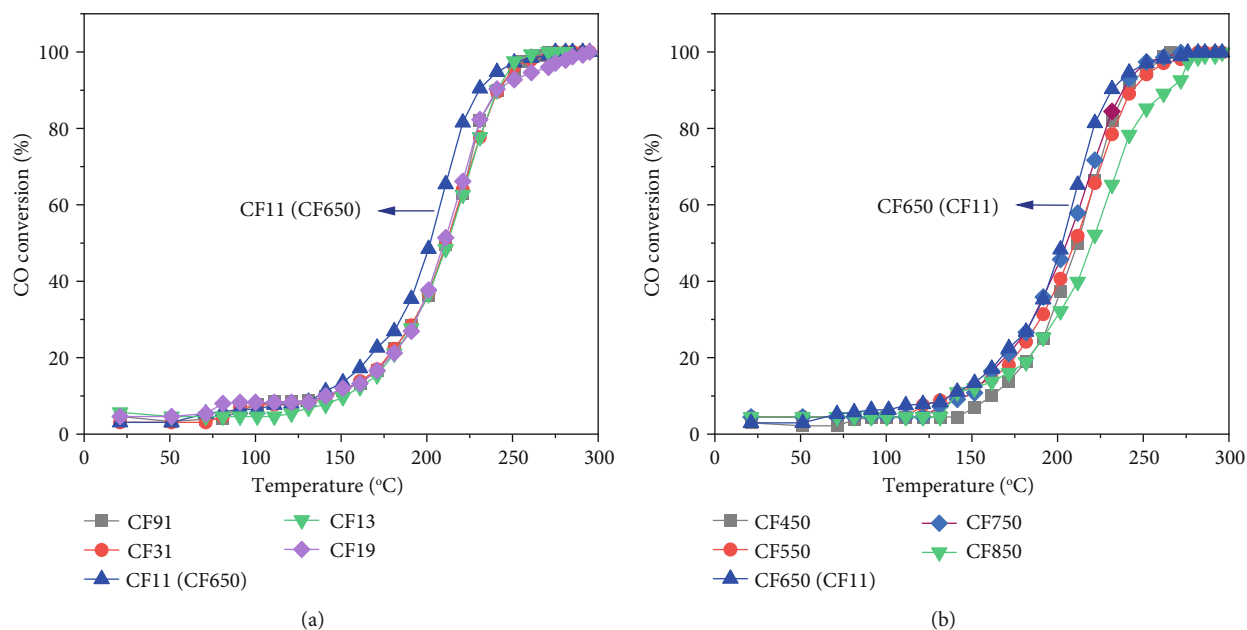 100
80
60
40
20
0
CO conversion (%)
CF11 (CF650)
0 50 100 150 200 250 300
Temperature (°C)
CF91
CF31
CF11 (CF650)
CF13
CF19
(a)
100
80
60
40
20
0
CO conversion (%)
CF650 (CF11)
0 50 100 150 200 250 300
Temperature (°C)
CF450
CF550
CF650 (CF11)
CF750
CF850
(b)